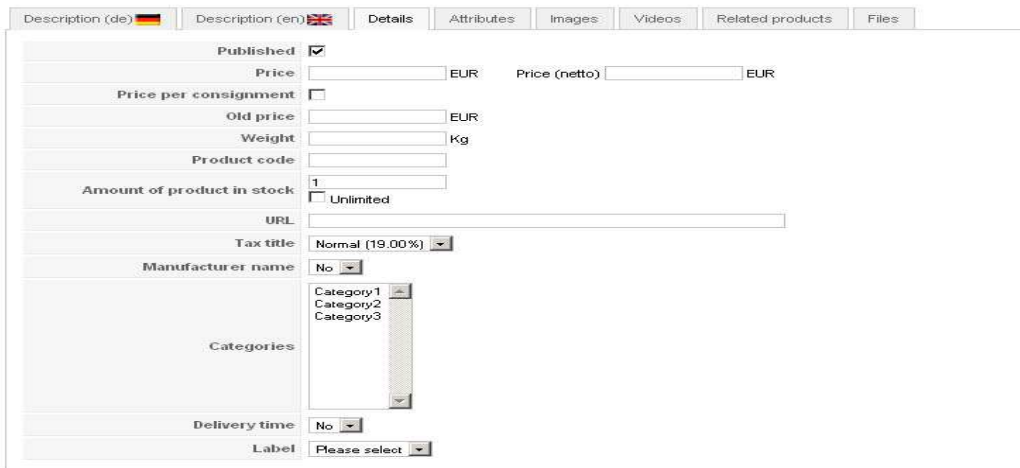 Description (de) Description (en) Details Attributes Images Videos Related products Files
Published
Price EUR Price (netto) EUR
Price per consignment
Old price EUR
Weight Kg
Product code
Amount of product in stock 1
Unlimited
URL
Tax title Normal (19.00%)
Manufacturer name No
Category1
Category2
Category3
Categories
Delivery time No
Label Please select